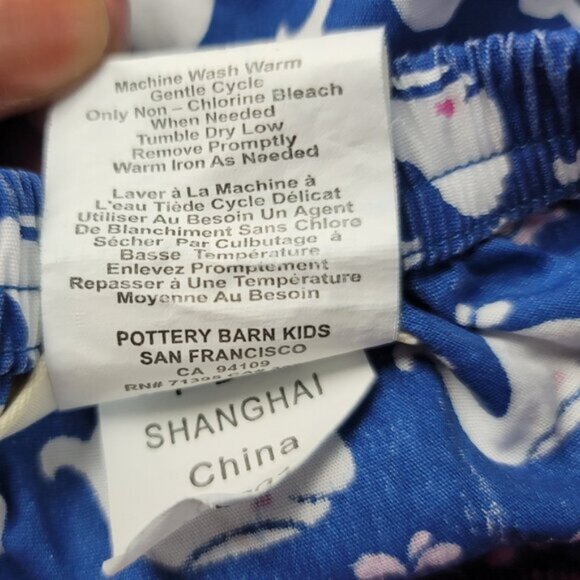 Machine Wash Warm
Gentle Cycle
Only Non – Chlorine Bleach
When Needed
Tumble Dry Low
Remove Promptly
Warm Iron As Needed
Laver à La Machine à
L'eau Tiède Cycle Délicat
Utiliser Au Besoin Un Agent
De Blanchiment Sans Chlore
Sécher Par Culbutage à
Basse Température
Enlevez Promptement
Repasser à Une Température
Moyenne Au Besoin
POTTERY BARN KIDS
SAN FRANCISCO
CA 94109
RN# 71395
SHANGHAI
China